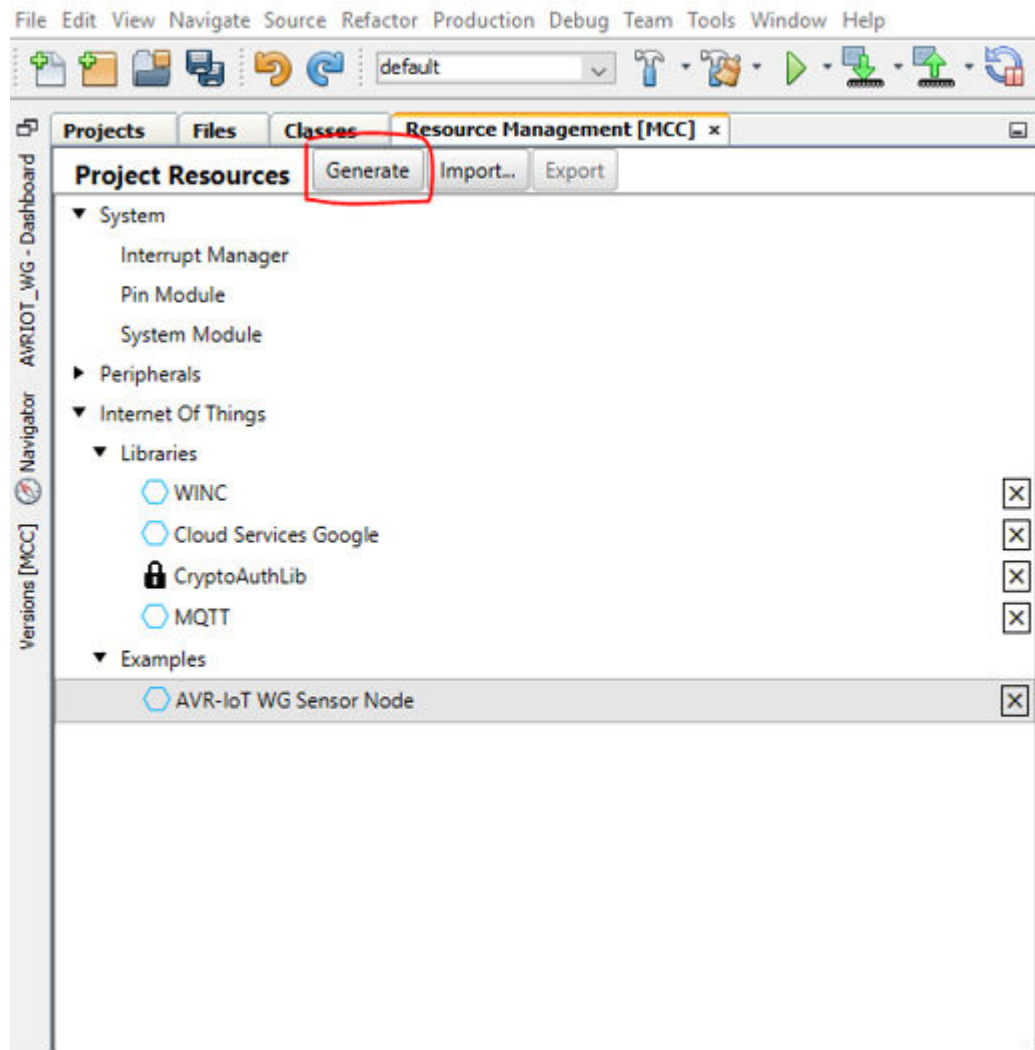 File Edit View Navigate Source Refactor Production Debug Team Tools Window Help
default
Projects Files Classes Resource Management [MCC] ×
Project Resources Generate Import... Export
System
Interrupt Manager
Pin Module
System Module
Peripherals
Internet Of Things
Libraries
WINC
Cloud Services Google
CryptoAuthLib
MQTT
Examples
AVR-IoT WG Sensor Node
AVRIOT_WG - Dashboard
Navigator
Versions [MCC]